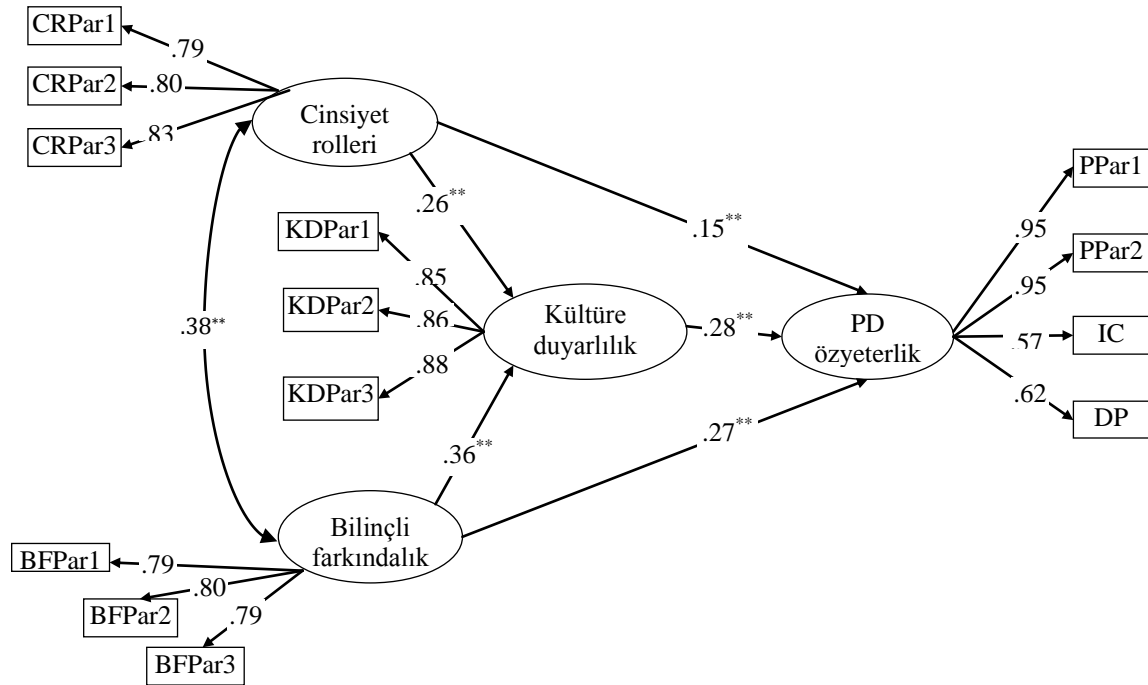 CRPar1
.79
CRPar2
.80
CRPar3
.83
Cinsiyet
rolleri
.26**
.15**
KDPar1
.85
KDPar2
.86
KDPar3
.88
Kültüre
duyarlılık
.28**
.38**
PD
özyeterlik
PPar1
.95
PPar2
.95
IC
.57
DP
.62
.36**
.27**
Bilinçli
farkındalık
BFPar1
.79
BFPar2
.80
BFPar3
.79